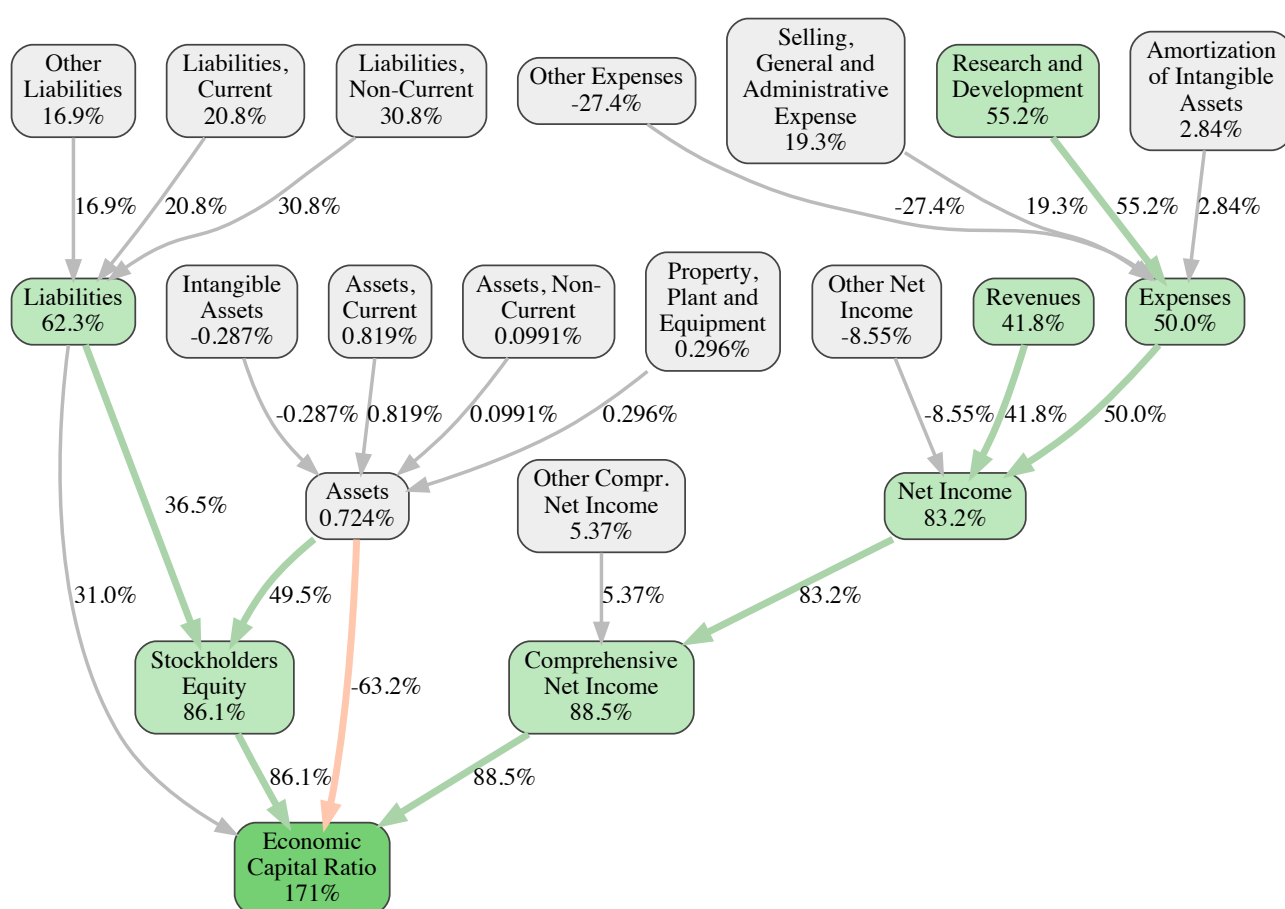 Other
Liabilities
16.9%
Liabilities,
Current
20.8%
Liabilities,
Non-Current
30.8%
Other Expenses
-27.4%
Selling,
General and
Administrative
Expense
19.3%
Research and
Development
55.2%
Amortization
of Intangible
Assets
2.84%
16.9%
20.8%
30.8%
-27.4%
19.3%
55.2%
2.84%
Liabilities
62.3%
Intangible
Assets
-0.287%
Assets,
Current
0.819%
Assets, Non-
Current
0.0991%
Property,
Plant and
Equipment
0.296%
Other Net
Income
-8.55%
Revenues
41.8%
Expenses
50.0%
-0.287%
0.819%
0.0991%
0.296%
-8.55%
41.8%
50.0%
36.5%
Assets
0.724%
Other Compr.
Net Income
5.37%
Net Income
83.2%
31.0%
49.5%
5.37%
83.2%
Stockholders
Equity
86.1%
-63.2%
Comprehensive
Net Income
88.5%
86.1%
88.5%
Economic
Capital Ratio
171%